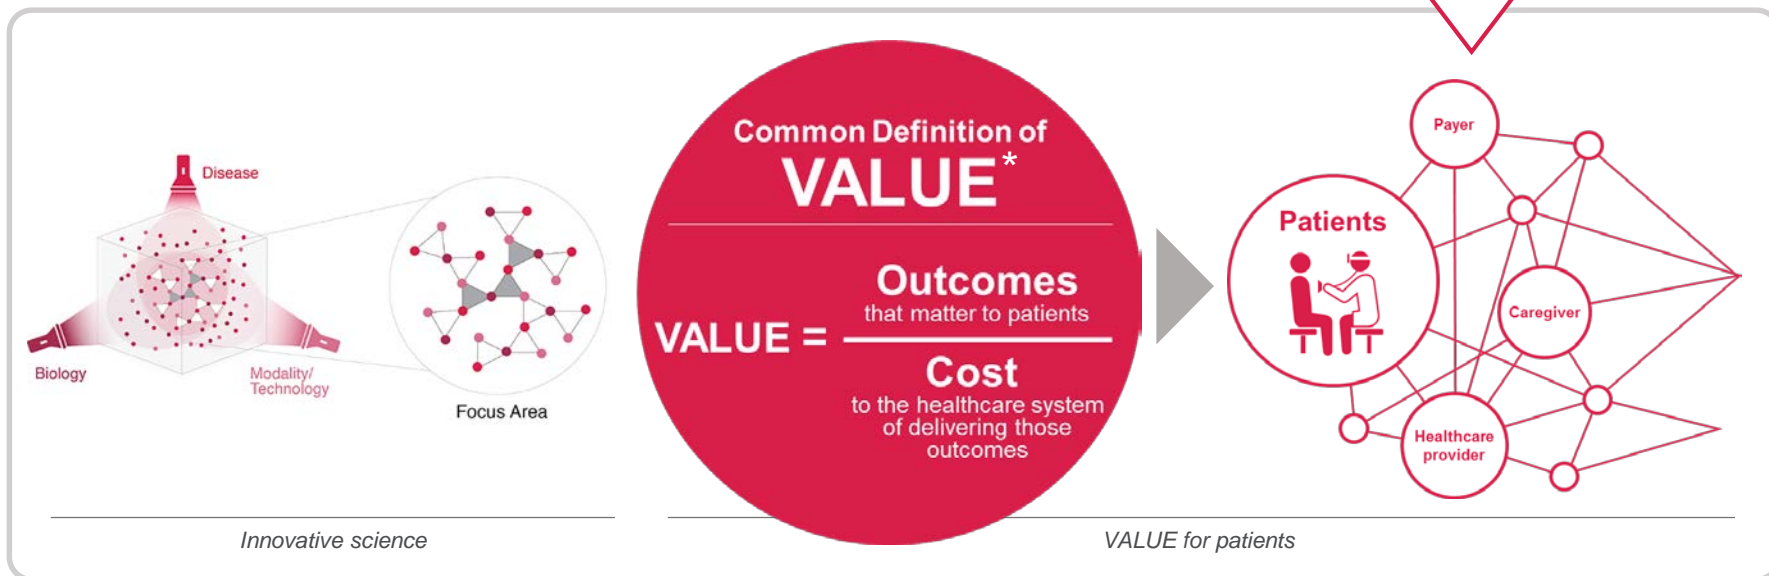 Disease
Biology
Modality/
Technology
Focus Area
Innovative science
Common Definition of
VALUE*
VALUE =
Outcomes
that matter to patients
Cost
to the healthcare system
of delivering those
outcomes
Patients
Payer
Caregiver
Healthcare
provider
VALUE for patients